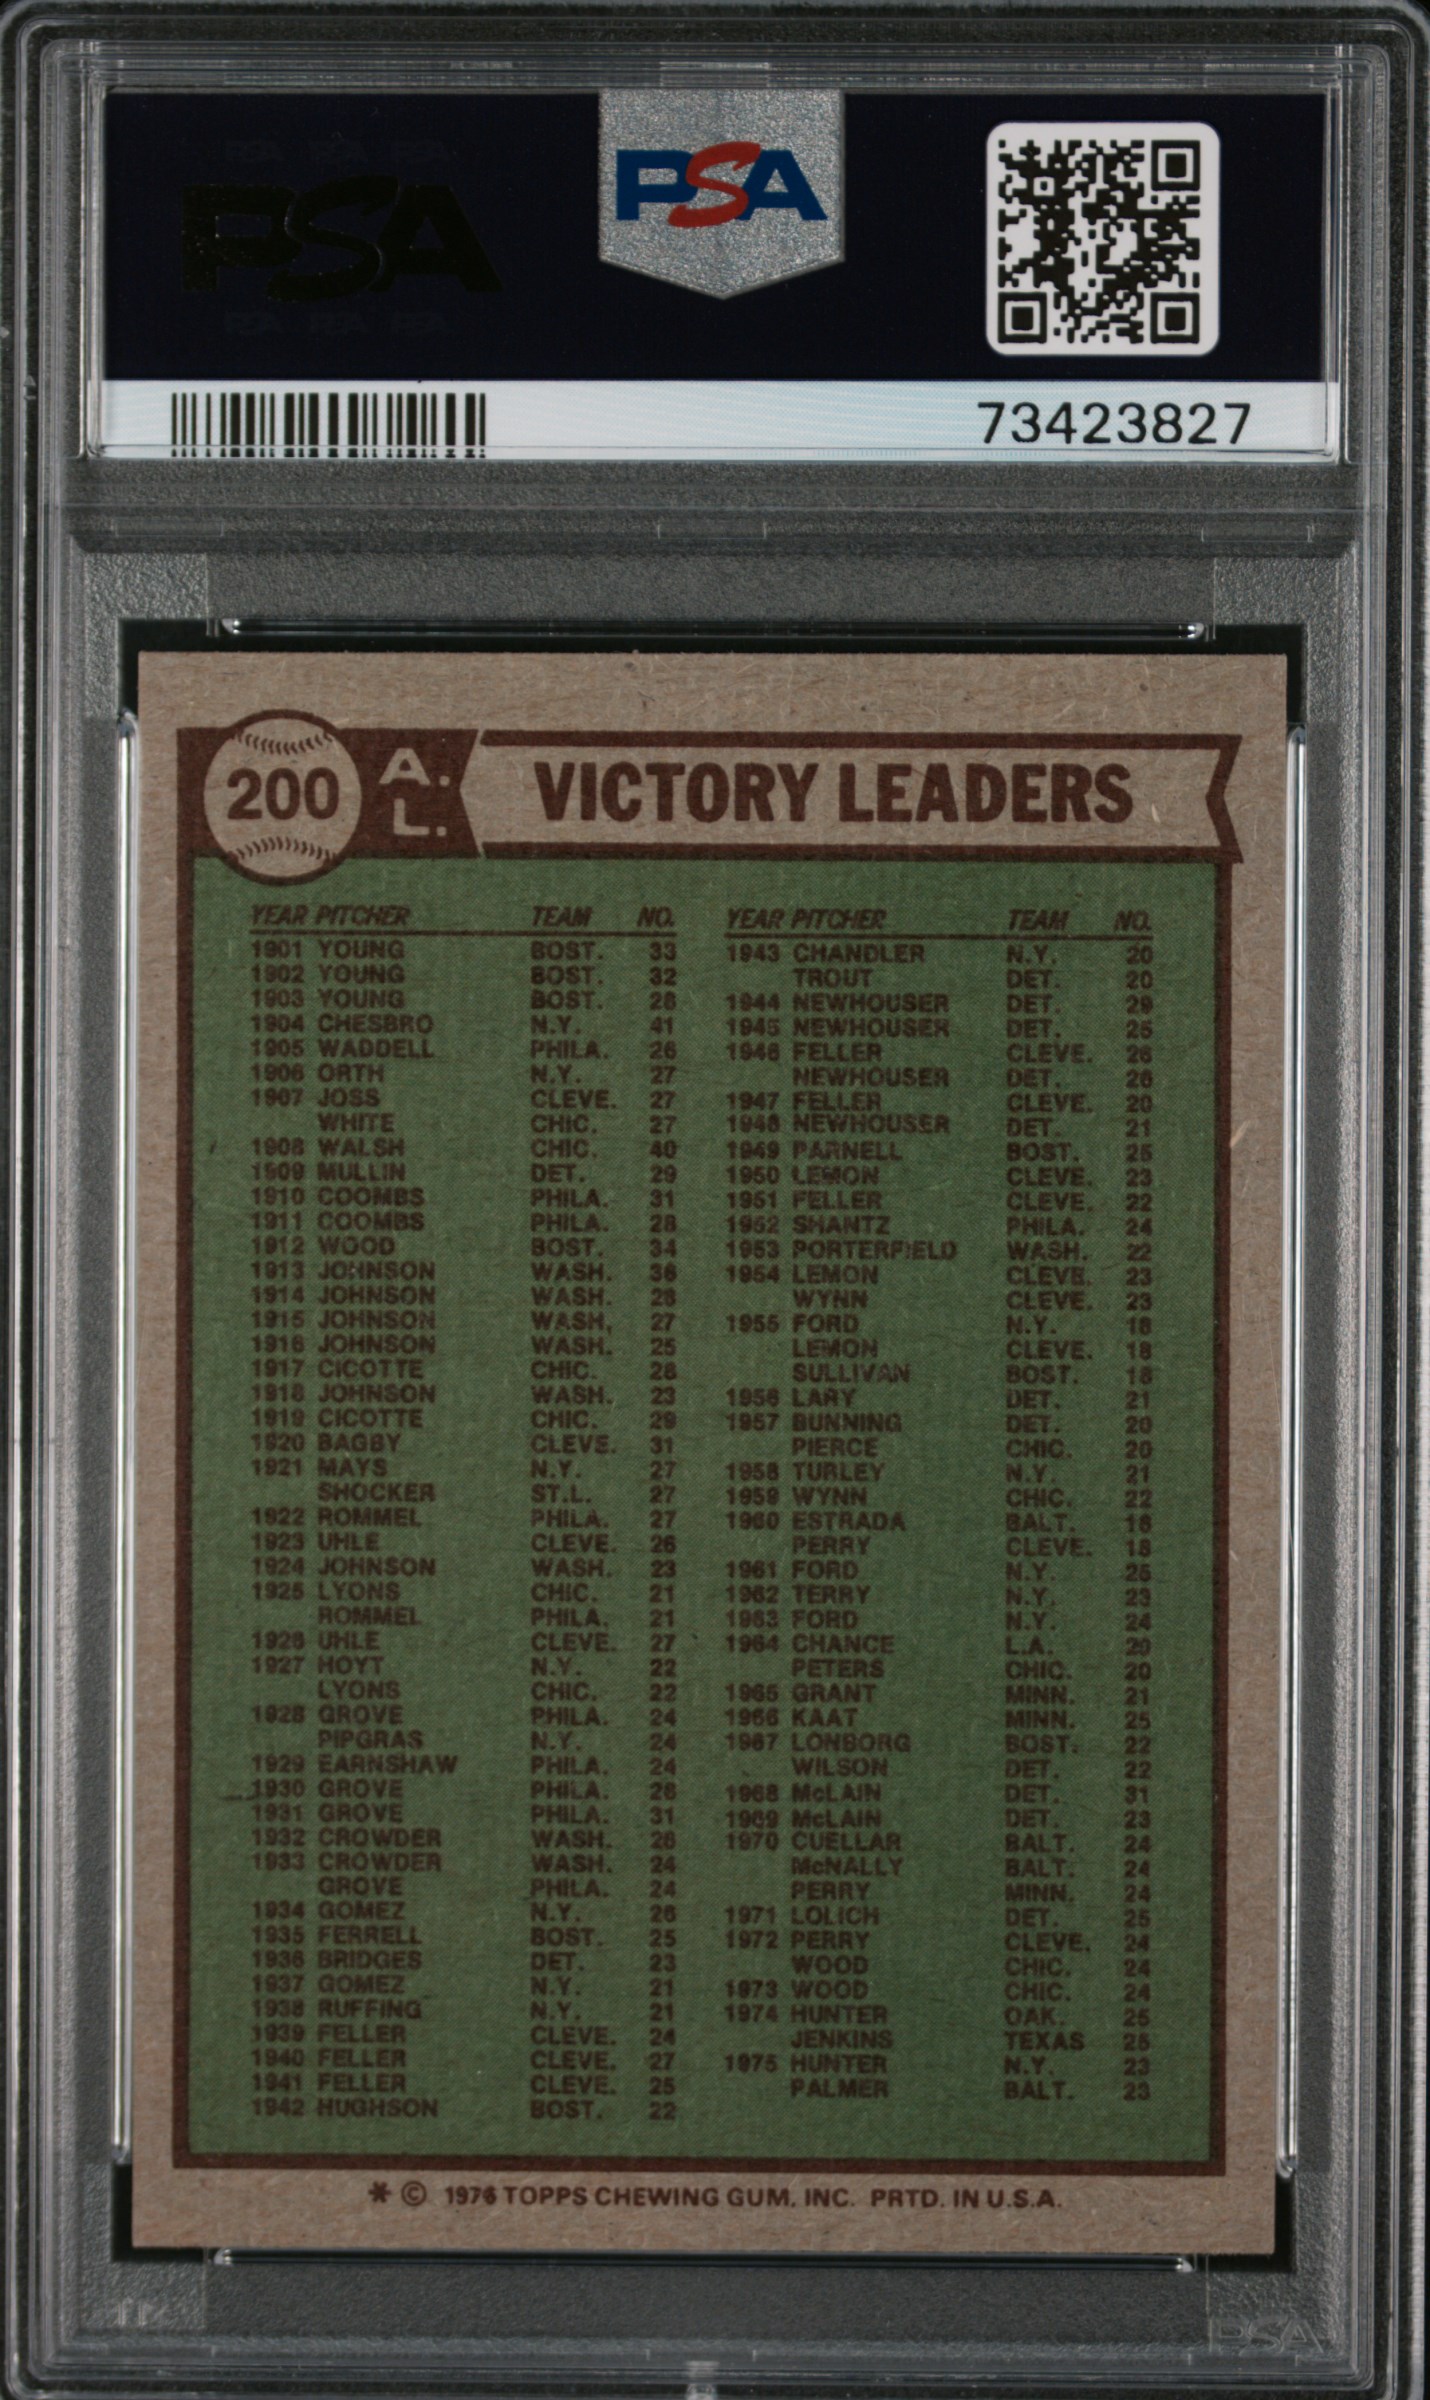 PSA
PSA
73423827
200 A. L. VICTORY LEADERS
YEAR PITCHER TEAM NO. YEAR PITCHER TEAM NO.
1901 YOUNG BOST. 33 1943 CHANDLER N.Y. 20
1902 YOUNG BOST. 32 TROUT DET. 20
1903 YOUNG BOST. 28 1944 NEWHOUSER DET. 29
1904 CHESBRO N.Y. 41 1945 NEWHOUSER DET. 25
1905 WADDELL PHILA. 26 1946 FELLER CLEVE. 26
1906 ORTH N.Y. 27 NEWHOUSER DET. 26
1907 JOSS CLEVE. 27 1947 FELLER CLEVE. 20
WHITE CHIC. 27 1948 NEWHOUSER DET. 21
1908 WALSH CHIC. 40 1949 PARNELL BOST. 25
1909 MULLIN DET. 29 1950 LEMON CLEVE. 23
1910 COOMBS PHILA. 31 1951 FELLER CLEVE. 22
1911 COOMBS PHILA. 28 1952 SHANTZ PHILA. 24
1912 WOOD BOST. 34 1953 PORTERFIELD WASH. 22
1913 JOHNSON WASH. 36 1954 LEMON CLEVE. 23
1914 JOHNSON WASH. 28 WYNN CLEVE. 23
1915 JOHNSON WASH. 27 1955 FORD N.Y. 18
1916 JOHNSON WASH. 25 LEMON CLEVE. 18
1917 CICOTTE CHIC. 28 SULLIVAN BOST. 18
1918 JOHNSON WASH. 23 1956 LARY DET. 21
1919 CICOTTE CHIC. 29 1957 BUNNING DET. 20
1920 BAGBY CLEVE. 31 PIERCE CHIC. 20
1921 MAYS N.Y. 27 1958 TURLEY N.Y. 21
SHOCKER ST.L. 27 1959 WYNN CHIC. 22
1922 ROMMEL PHILA. 27 1960 ESTRADA BALT. 18
1923 UHLE CLEVE. 26 PERRY CLEVE. 18
1924 JOHNSON WASH. 23 1961 FORD N.Y. 25
1925 LYONS CHIC. 21 1962 TERRY N.Y. 23
ROMMEL PHILA. 21 1963 FORD N.Y. 24
1926 UHLE CLEVE. 27 1964 CHANCE L.A. 20
1927 HOYT N.Y. 22 PETERS CHIC. 20
LYONS CHIC. 22 1965 GRANT MINN. 21
1928 GROVE PHILA. 24 1966 KAAT MINN. 25
PIPGRAS N.Y. 24 1967 LONBORG BOST. 22
1929 EARNSHAW PHILA. 24 WILSON DET. 22
1930 GROVE PHILA. 28 1968 McLAIN DET. 31
1931 GROVE PHILA. 31 1969 McLAIN DET. 23
1932 CROWDER WASH. 26 1970 CUELLAR BALT. 24
1933 CROWDER WASH. 24 McNALLY BALT. 24
GROVE PHILA. 24 PERRY MINN. 24
1934 GOMEZ N.Y. 26 1971 LOLICH DET. 25
1935 FERRELL BOST. 25 1972 PERRY CLEVE. 24
1936 BRIDGES DET. 23 WOOD CHIC. 24
1937 GOMEZ N.Y. 21 1973 WOOD CHIC. 24
1938 RUFFING N.Y. 21 1974 HUNTER OAK. 25
1939 FELLER CLEVE. 24 JENKINS TEXAS 25
1940 FELLER CLEVE. 27 1975 HUNTER N.Y. 23
1941 FELLER CLEVE. 25 PALMER BALT. 23
1942 HUGHSON BOST. 22
* © 1976 TOPPS CHEWING GUM, INC. PRTD. IN U.S.A.
PSA